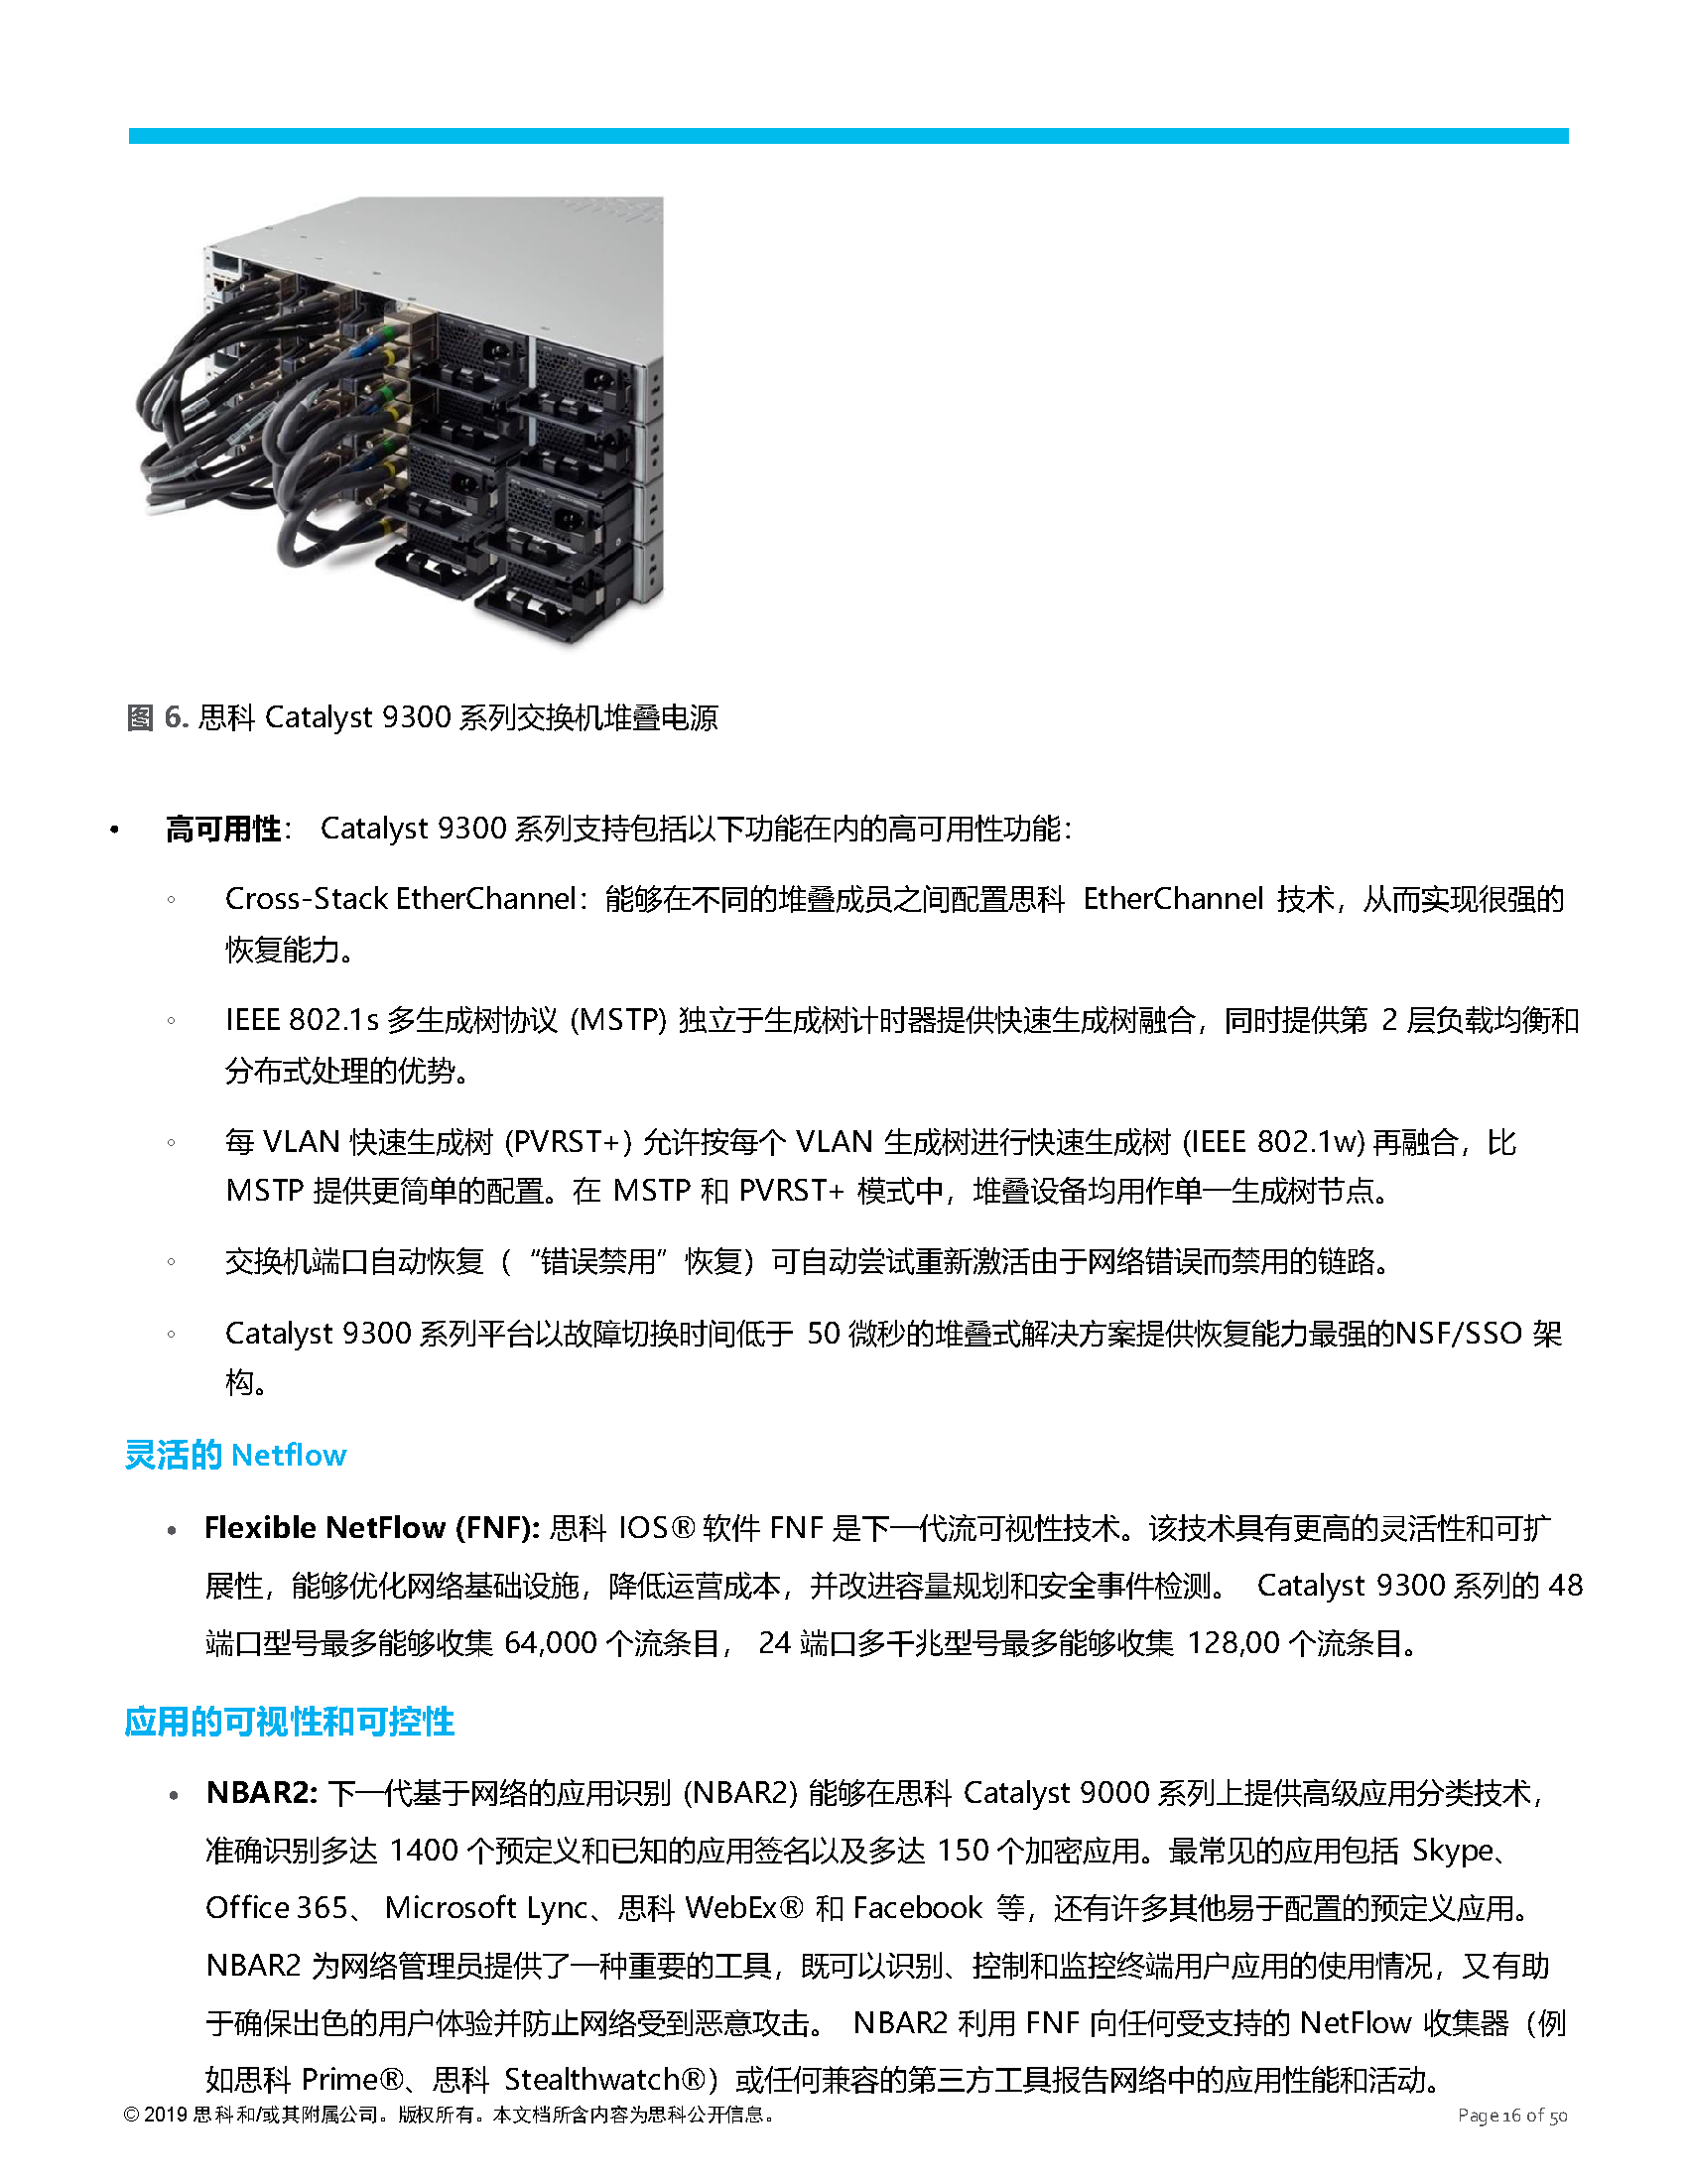 图 6. 思科 Catalyst 9300 系列交换机堆叠电源
• 高可用性： Catalyst 9300 系列支持包括以下功能在内的高可用性功能：
◦ Cross-Stack EtherChannel：能够在不同的堆叠成员之间配置思科 EtherChannel 技术，从而实现很强的
恢复能力。
◦ IEEE 802.1s 多生成树协议 (MSTP) 独立于生成树计时器提供快速生成树融合，同时提供第 2 层负载均衡和
分布式处理的优势。
◦ 每 VLAN 快速生成树 (PVRST+) 允许按每个 VLAN 生成树进行快速生成树 (IEEE 802.1w) 再融合，比
MSTP 提供更简单的配置。在 MSTP 和 PVRST+ 模式中，堆叠设备均用作单一生成树节点。
◦ 交换机端口自动恢复（“错误禁用”恢复）可自动尝试重新激活由于网络错误而禁用的链路。
◦ Catalyst 9300 系列平台以故障切换时间低于 50 微秒的堆叠式解决方案提供恢复能力最强的NSF/SSO 架
构。
灵活的 Netflow
• Flexible NetFlow (FNF): 思科 IOS® 软件 FNF 是下一代流可视性技术。该技术具有更高的灵活性和可扩
展性，能够优化网络基础设施，降低运营成本，并改进容量规划和安全事件检测。 Catalyst 9300 系列的 48
端口型号最多能够收集 64,000 个流条目， 24 端口多千兆型号最多能够收集 128,00 个流条目。
应用的可视性和可控性
• NBAR2: 下一代基于网络的应用识别 (NBAR2) 能够在思科 Catalyst 9000 系列上提供高级应用分类技术，
准确识别多达 1400 个预定义和已知的应用签名以及多达 150 个加密应用。最常见的应用包括 Skype、
Office 365、 Microsoft Lync、思科 WebEx® 和 Facebook 等，还有许多其他易于配置的预定义应用。
NBAR2 为网络管理员提供了一种重要的工具，既可以识别、控制和监控终端用户应用的使用情况，又有助
于确保出色的用户体验并防止网络受到恶意攻击。 NBAR2 利用 FNF 向任何受支持的 NetFlow 收集器（例
如思科 Prime®、思科 Stealthwatch®）或任何兼容的第三方工具报告网络中的应用性能和活动。
© 2019 思科和/或其附属公司。版权所有。本文档所含内容为思科公开信息。 Page 16 of 50